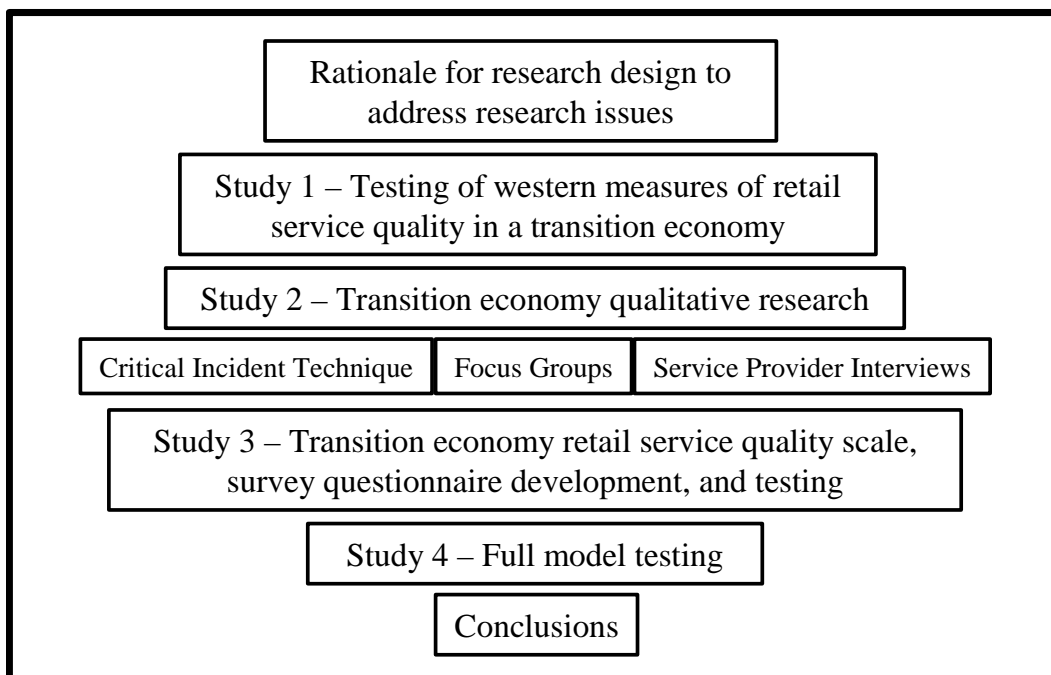 Rationale for research design to
address research issues
Study 1 – Testing of western measures of retail
service quality in a transition economy
Study 2 – Transition economy qualitative research
Critical Incident Technique
Focus Groups
Service Provider Interviews
Study 3 – Transition economy retail service quality scale,
survey questionnaire development, and testing
Study 4 – Full model testing
Conclusions